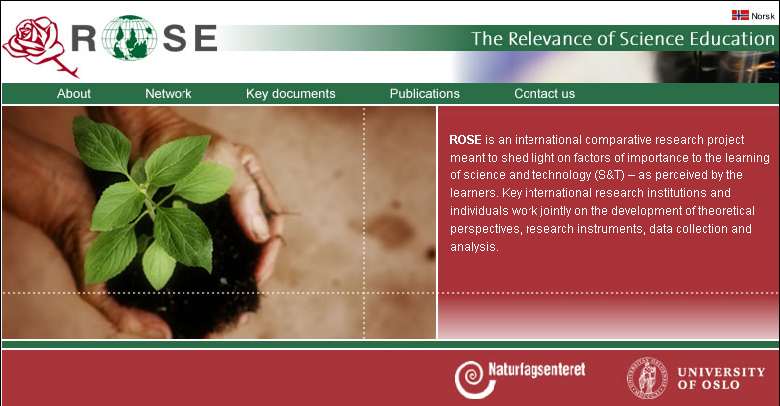 Norsk
ROSE
The Relevance of Science Education
About Network Key documents Publications Contact us
ROSE is an international comparative research project
meant to shed light on factors of importance to the learning
of science and technology (S&T) – as perceived by the
learners. Key international research institutions and
individuals work jointly on the development of theoretical
perspectives, research instruments, data collection and
analysis.
Naturfagsenteret
UNIVERSITY
OF OSLO